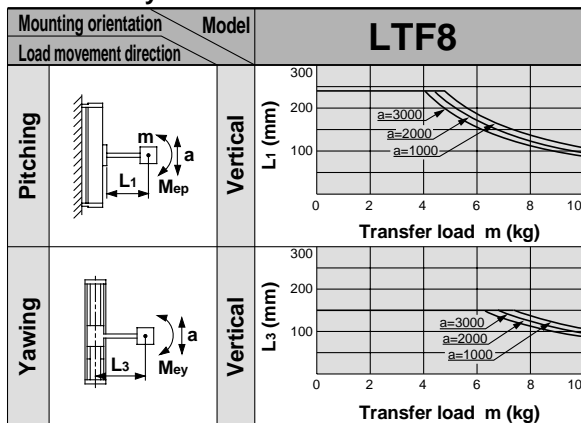 Mounting orientation Model
Load movement direction
LTF8
Pitching
m
a
L1
Mep
Vertical
L1 (mm)
300
200
100
a=3000
a=2000
a=1000
0 2 4 6 8 10
Transfer load m (kg)
Yawing
a
L3
Mey
Vertical
L3 (mm)
300
200
100
a=3000
a=2000
a=1000
0 2 4 6 8 10
Transfer load m (kg)